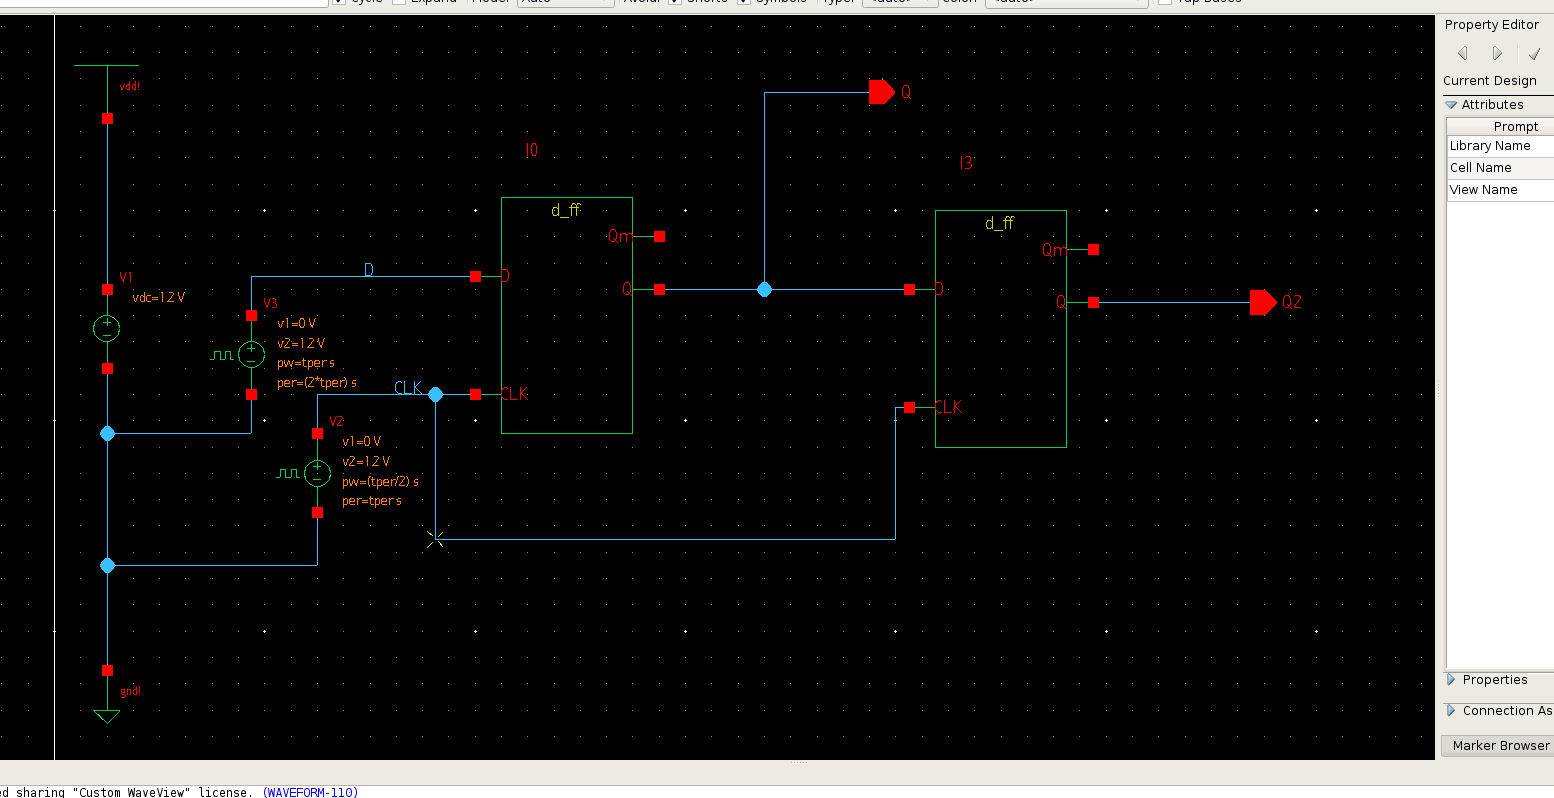 Property Editor
Current Design
Attributes
Prompt
Library Name
Cell Name
View Name
Properties
Connection As
Marker Browser
vdd!
Q
I0
I3
d_ff
d_ff
Qm
Qm
D
D
Q
D
Q
Q2
V1
vdc=1.2 V
V3
v1=0 V
v2=1.2 V
pw=tper s
per=(2*tper) s
CLK
CLK
CLK
V2
v1=0 V
v2=1.2 V
pw=(tper/2) s
per=tper s
gnd!
ed sharing "Custom WaveView" license. (WAVEFORM-110)